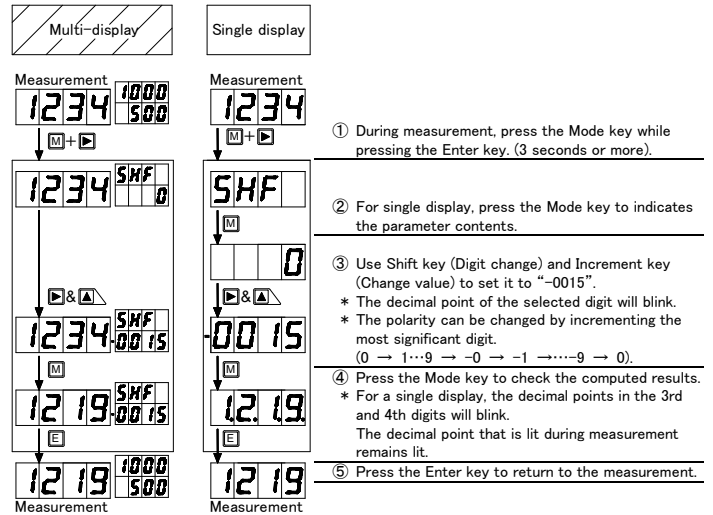 Multi-display
Single display
Measurement
Measurement
1234 1000 500
1234
M+▶
M+▶
① During measurement, press the Mode key while
pressing the Enter key. (3 seconds or more).
1234 SHF 0
SHF
② For single display, press the Mode key to indicates
the parameter contents.
M
0
③ Use Shift key (Digit change) and Increment key
(Change value) to set it to “-0015”.
▶&▲
▶&▲
* The decimal point of the selected digit will blink.
* The polarity can be changed by incrementing the
most significant digit.
(0 → 1…9 → -0 → -1 →…-9 → 0).
1234 SHF -0015
-0015
M
M
④ Press the Mode key to check the computed results.
* For a single display, the decimal points in the 3rd
and 4th digits will blink.
The decimal point that is lit during measurement
remains lit.
1219 SHF -0015
1.2.1.9.
E
E
⑤ Press the Enter key to return to the measurement.
1219 1000 500
1219
Measurement
Measurement